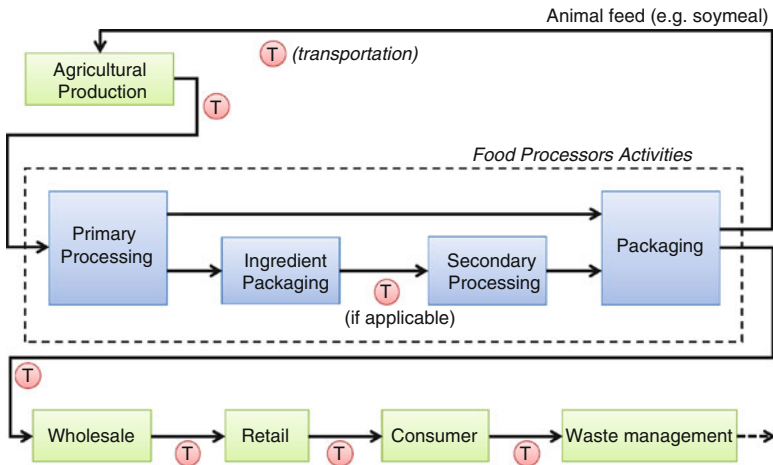 Animal feed (e.g. soymeal)
T (transportation)
Agricultural
Production
T
Food Processors Activities
Primary
Processing
Ingredient
Packaging
T
(if applicable)
Secondary
Processing
Packaging
T
Wholesale
T
Retail
T
Consumer
T
Waste management